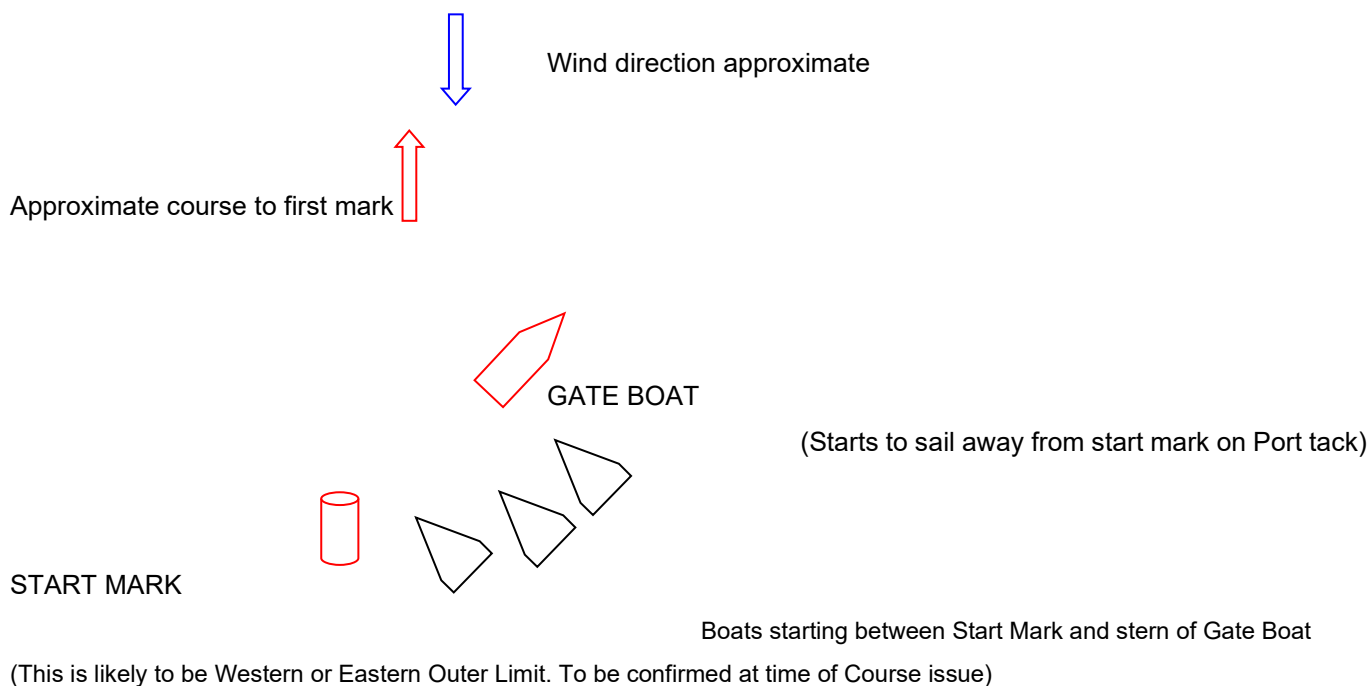 Wind direction approximate
Approximate course to first mark
GATE BOAT
(Starts to sail away from start mark on Port tack)
START MARK
Boats starting between Start Mark and stern of Gate Boat
(This is likely to be Western or Eastern Outer Limit. To be confirmed at time of Course issue)